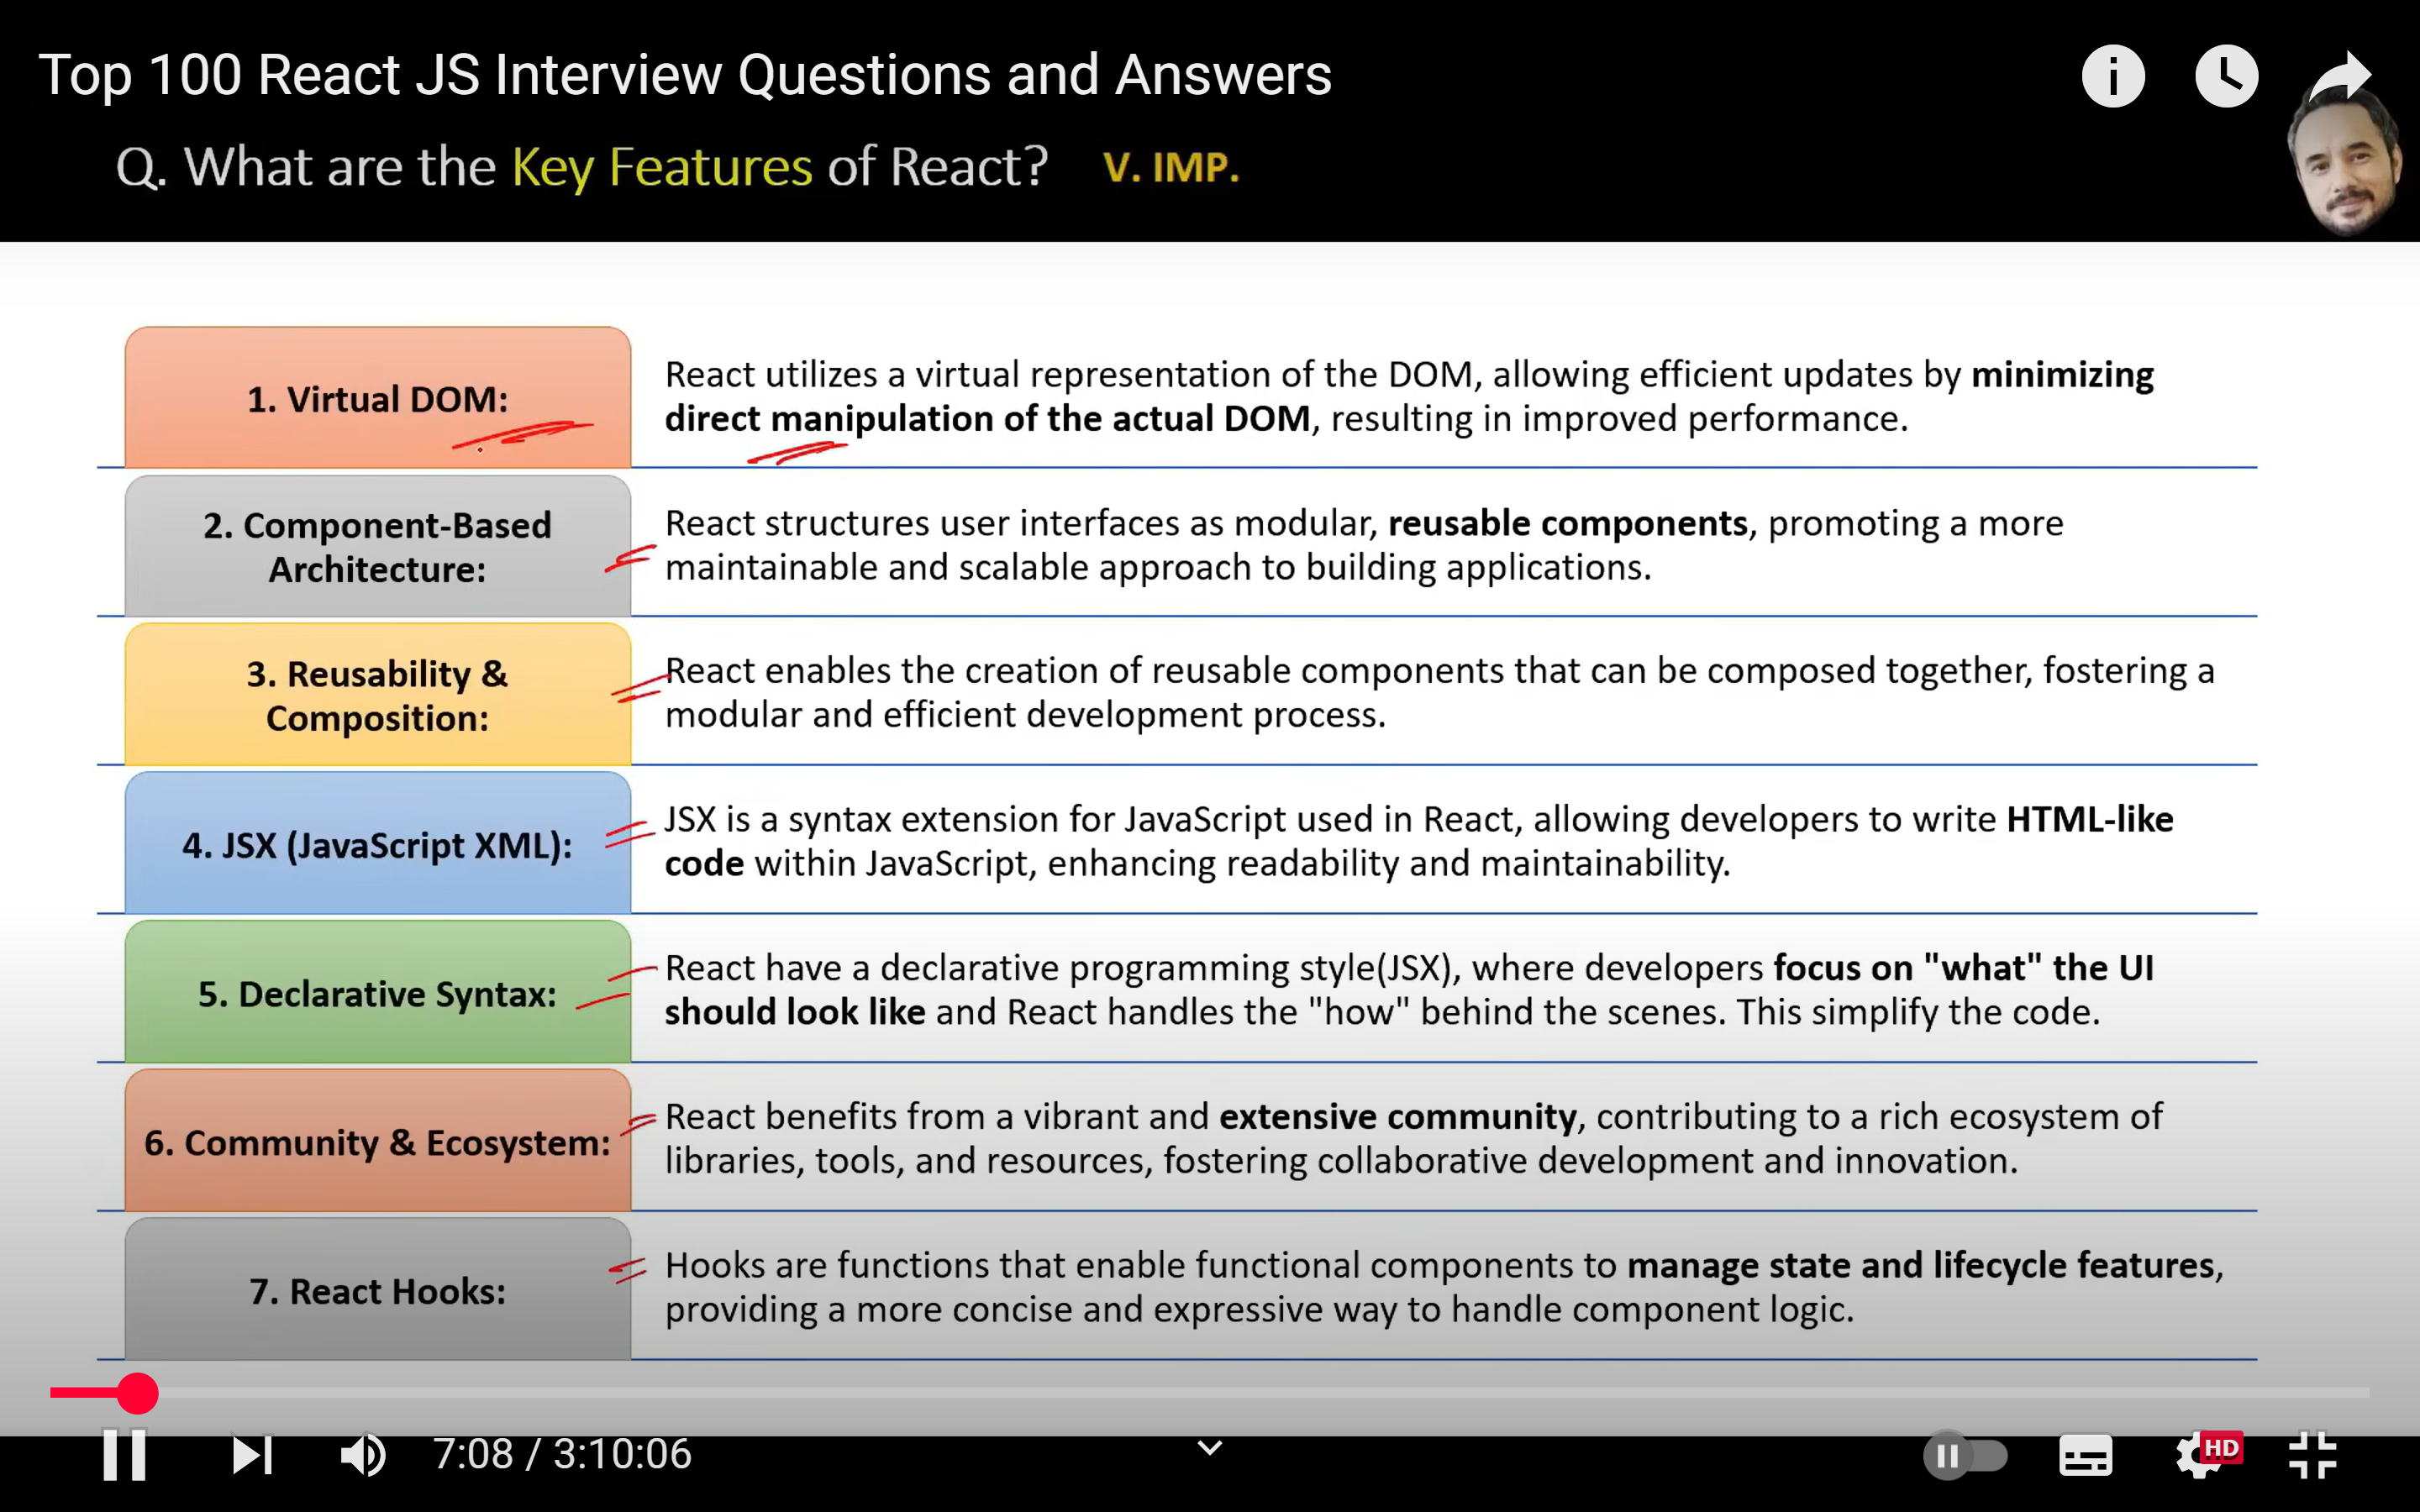 Top 100 React JS Interview Questions and Answers
Q. What are the Key Features of React? V. IMP.
1. Virtual DOM:
React utilizes a virtual representation of the DOM, allowing efficient updates by minimizing
direct manipulation of the actual DOM, resulting in improved performance.
2. Component-Based
Architecture:
React structures user interfaces as modular, reusable components, promoting a more
maintainable and scalable approach to building applications.
3. Reusability &
Composition:
React enables the creation of reusable components that can be composed together, fostering a
modular and efficient development process.
4. JSX (JavaScript XML):
JSX is a syntax extension for JavaScript used in React, allowing developers to write HTML-like
code within JavaScript, enhancing readability and maintainability.
5. Declarative Syntax:
React have a declarative programming style(JSX), where developers focus on "what" the UI
should look like and React handles the "how" behind the scenes. This simplify the code.
6. Community & Ecosystem:
React benefits from a vibrant and extensive community, contributing to a rich ecosystem of
libraries, tools, and resources, fostering collaborative development and innovation.
7. React Hooks:
Hooks are functions that enable functional components to manage state and lifecycle features,
providing a more concise and expressive way to handle component logic.
7:08 / 3:10:06
HD